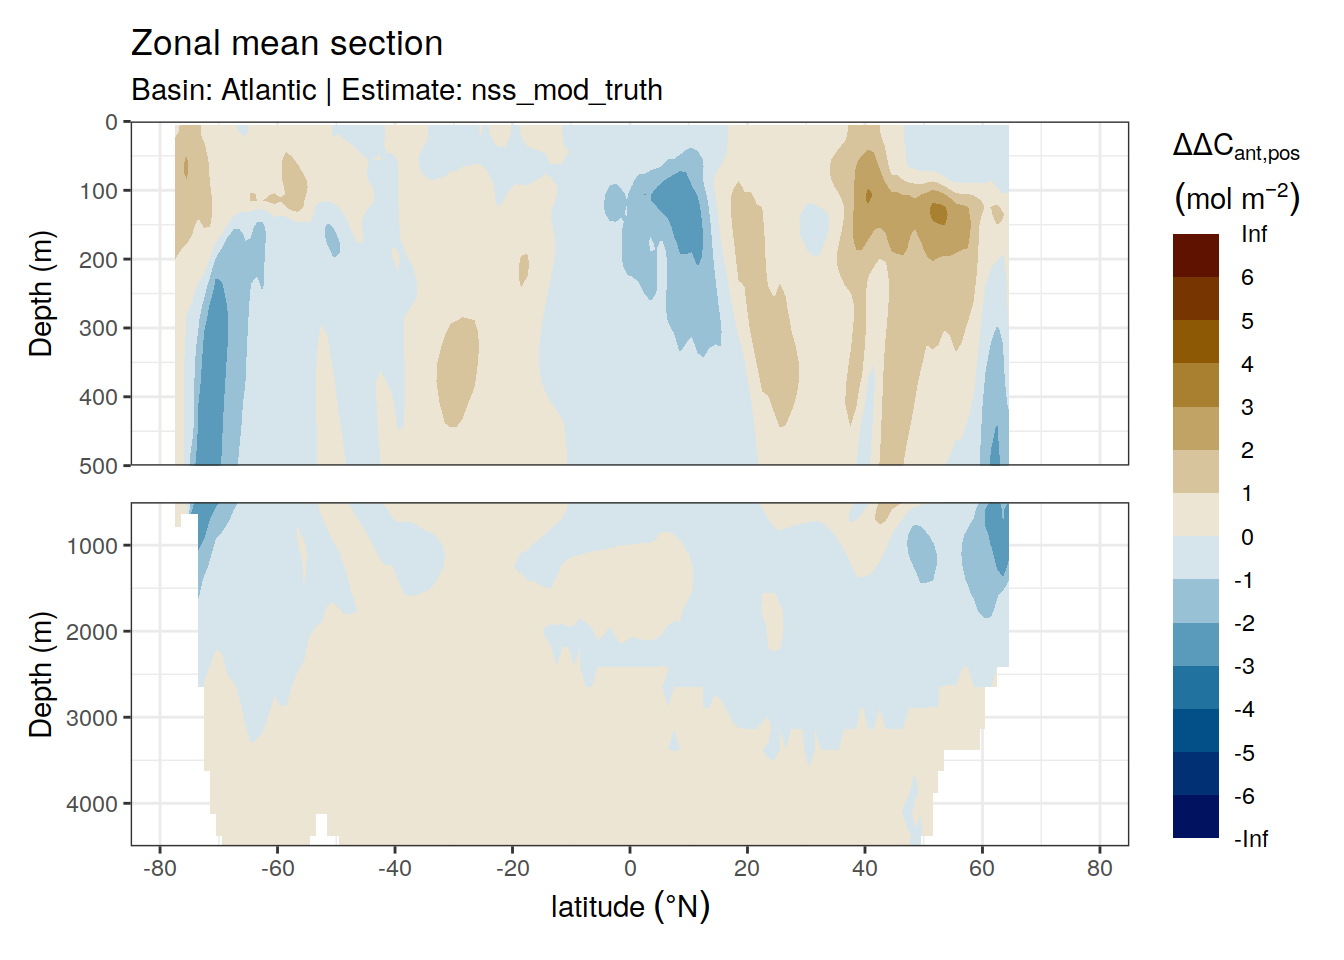 Zonal mean section
Basin: Atlantic | Estimate: nss_mod_truth
Depth (m)
0
100
200
300
400
500
Depth (m)
1000
2000
3000
4000
-80 -60 -40 -20 0 20 40 60 80
latitude (°N)
ΔΔC_ant,pos
(mol m⁻²)
Inf
6
5
4
3
2
1
0
-1
-2
-3
-4
-5
-6
-Inf